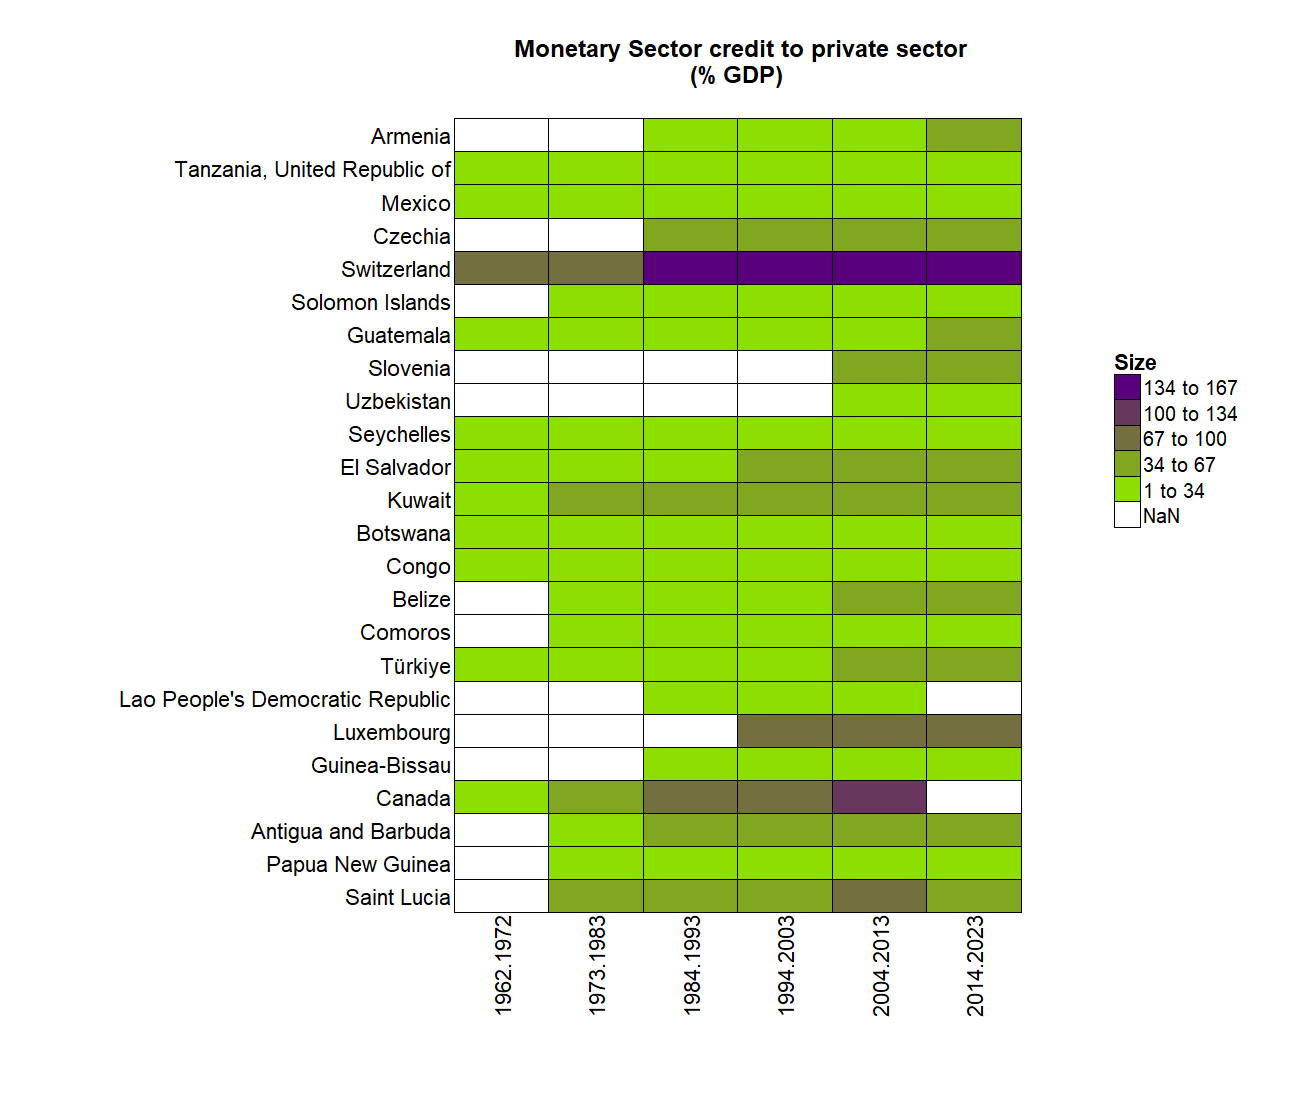 Monetary Sector credit to private sector
(% GDP)
Armenia
Tanzania, United Republic of
Mexico
Czechia
Switzerland
Solomon Islands
Guatemala
Slovenia
Uzbekistan
Seychelles
El Salvador
Kuwait
Botswana
Congo
Belize
Comoros
Türkiye
Lao People's Democratic Republic
Luxembourg
Guinea-Bissau
Canada
Antigua and Barbuda
Papua New Guinea
Saint Lucia
1962.1972
1973.1983
1984.1993
1994.2003
2004.2013
2014.2023
Size
134 to 167
100 to 134
67 to 100
34 to 67
1 to 34
NaN